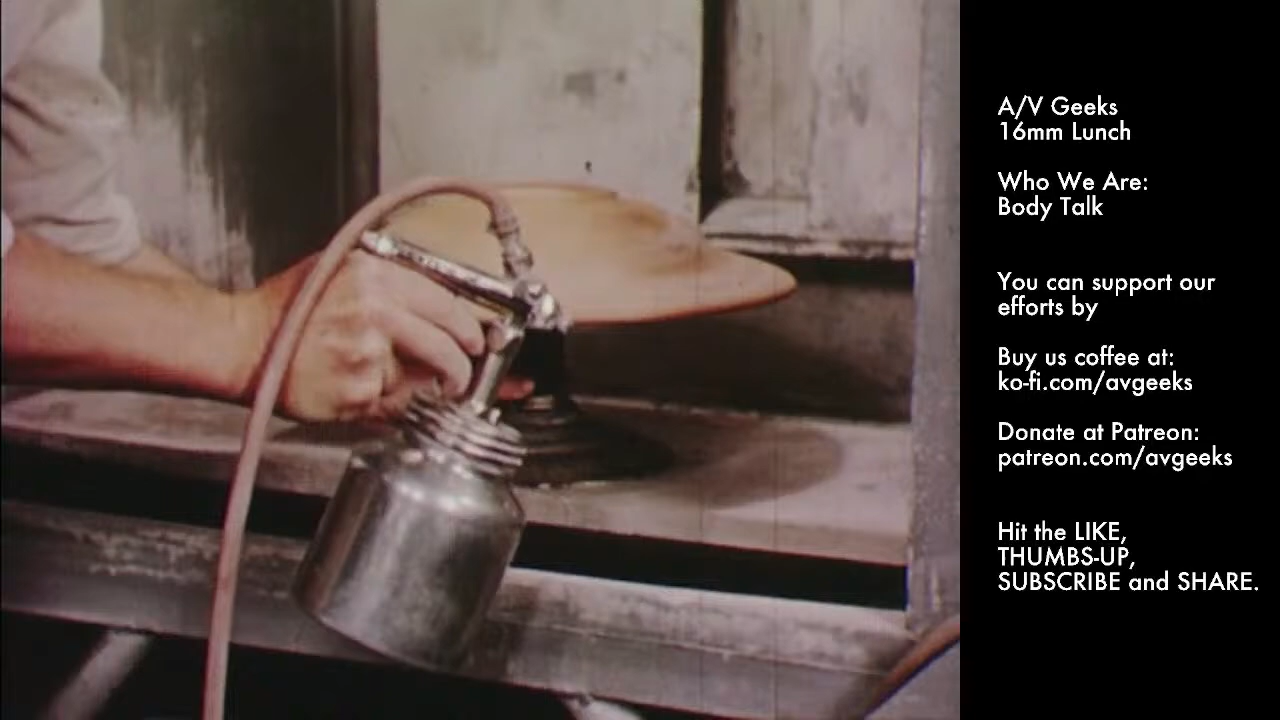 A/V Geeks
16mm Lunch
Who We Are:
Body Talk
You can support our
efforts by
Buy us coffee at:
ko-fi.com/avgeeks
Donate at Patreon:
patreon.com/avgeeks
Hit the LIKE,
THUMBS-UP,
SUBSCRIBE and SHARE.